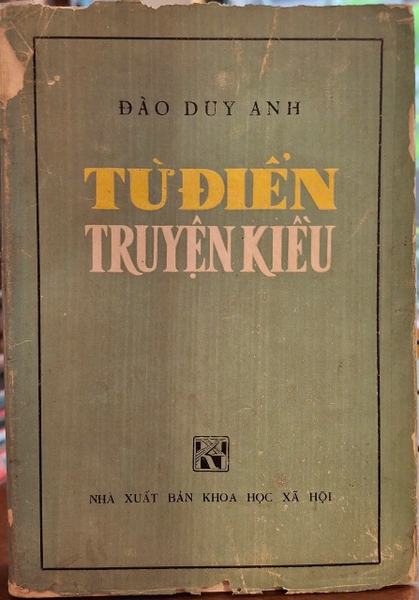 ĐÀO DUY ANH
TỪ ĐIỂN
TRUYỆN KIỀU
NHÀ XUẤT BẢN KHOA HỌC XÃ HỘI